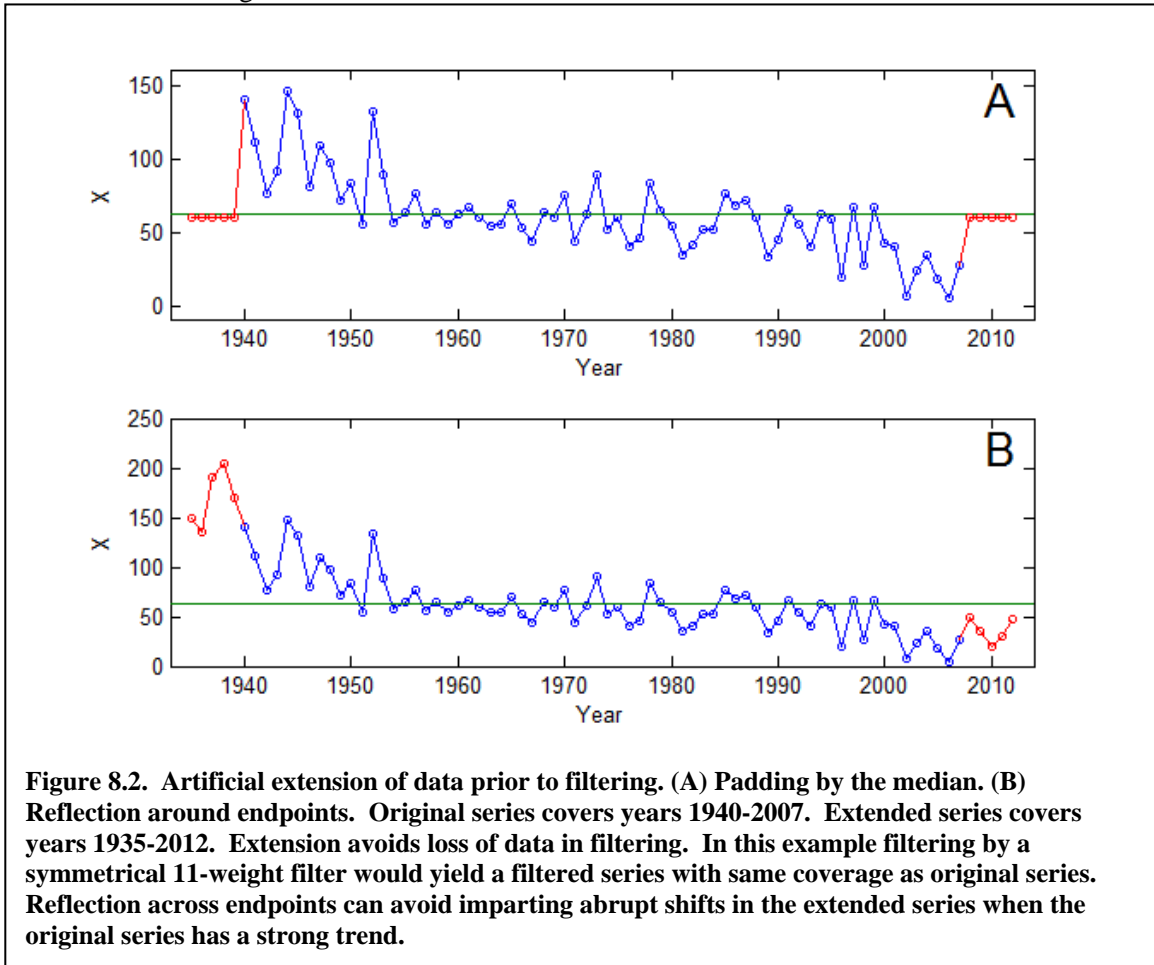 A
150
100
50
0
X
1940 1950 1960 1970 1980 1990 2000 2010
Year
B
250
200
150
100
50
0
X
1940 1950 1960 1970 1980 1990 2000 2010
Year
Figure 8.2. Artificial extension of data prior to filtering. (A) Padding by the median. (B)
Reflection around endpoints. Original series covers years 1940-2007. Extended series covers
years 1935-2012. Extension avoids loss of data in filtering. In this example filtering by a
symmetrical 11-weight filter would yield a filtered series with same coverage as original series.
Reflection across endpoints can avoid imparting abrupt shifts in the extended series when the
original series has a strong trend.